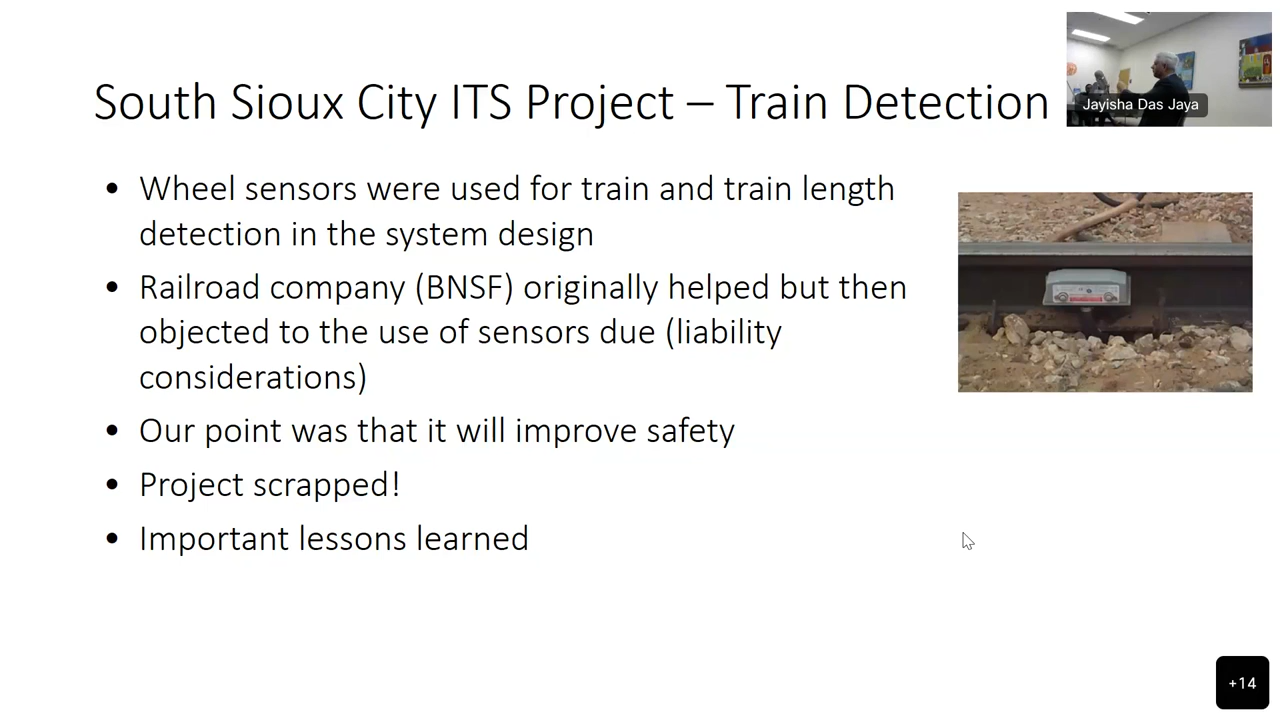 South Sioux City ITS Project – Train Detection
Jayisha Das Jaya
• Wheel sensors were used for train and train length
detection in the system design
• Railroad company (BNSF) originally helped but then
objected to the use of sensors due (liability
considerations)
• Our point was that it will improve safety
• Project scrapped!
• Important lessons learned
+14